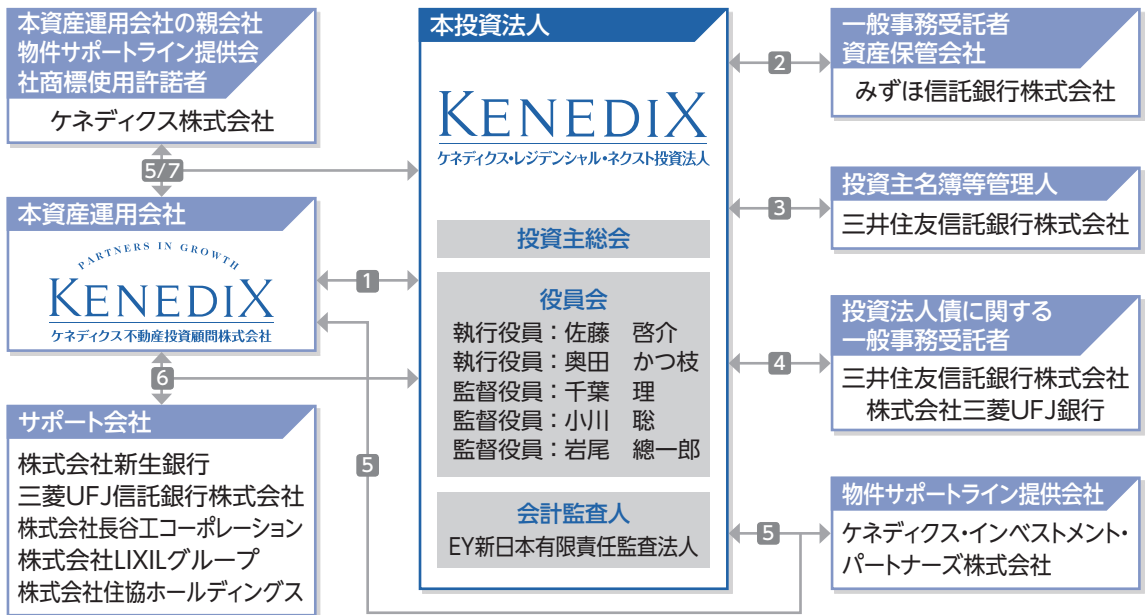 本資産運用会社の親会社
物件サポートライン提供会
社商標使用許諾者
ケネディクス株式会社
5/7
本資産運用会社
PARTNERS IN GROWTH
KENEDIX
ケネディクス不動産投資顧問株式会社
6
サポート会社
株式会社新生銀行
三菱UFJ信託銀行株式会社
株式会社長谷工コーポレーション
株式会社LIXILグループ
株式会社住協ホールディングス
1
5
本投資法人
KENEDIX
ケネディクス・レジデンシャル・ネクスト投資法人
投資主総会
役員会
執行役員:佐藤 啓介
執行役員:奥田 かつ枝
監督役員:千葉 理
監督役員:小川 聡
監督役員:岩尾 總一郎
会計監査人
EY新日本有限責任監査法人
2
一般事務受託者
資産保管会社
みずほ信託銀行株式会社
3
投資主名簿等管理人
三井住友信託銀行株式会社
4
投資法人債に関する
一般事務受託者
三井住友信託銀行株式会社
株式会社三菱UFJ銀行
5
物件サポートライン提供会社
ケネディクス・インベストメント・
パートナーズ株式会社